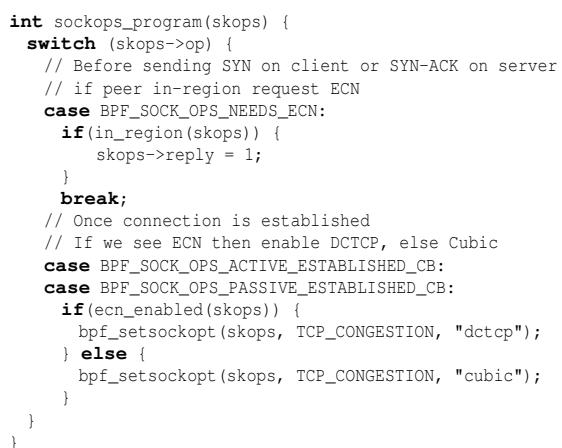 int sockops_program(skops) {
  switch (skops->op) {
    // Before sending SYN on client or SYN-ACK on server
    // if peer in-region request ECN
    case BPF_SOCK_OPS_NEEDS_ECN:
      if(in_region(skops)) {
          skops->reply = 1;
      }
      break;
    // Once connection is established
    // If we see ECN then enable DCTCP, else Cubic
    case BPF_SOCK_OPS_ACTIVE_ESTABLISHED_CB:
    case BPF_SOCK_OPS_PASSIVE_ESTABLISHED_CB:
      if(ecn_enabled(skops)) {
        bpf_setsockopt(skops, TCP_CONGESTION, "dctcp");
      } else {
        bpf_setsockopt(skops, TCP_CONGESTION, "cubic");
      }
  }
}